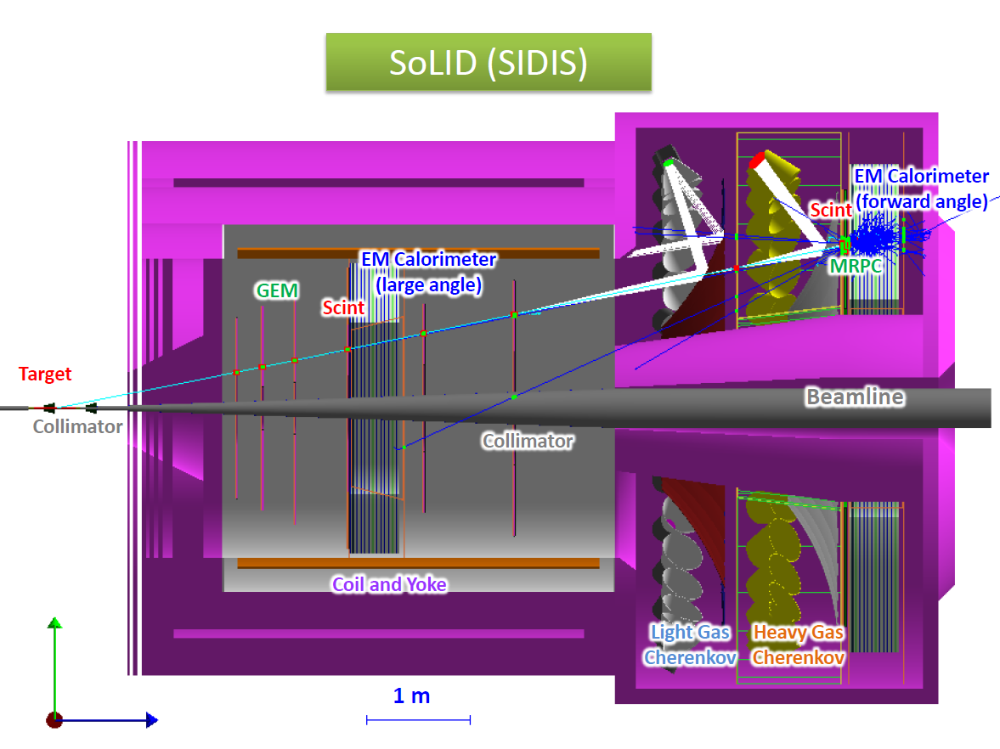 SoLID (SIDIS)
EM Calorimeter
(forward angle)
Scint
MRPC
EM Calorimeter
(large angle)
GEM
Scint
Target
Collimator
Beamline
Collimator
Coil and Yoke
Light Gas
Cherenkov
Heavy Gas
Cherenkov
1 m